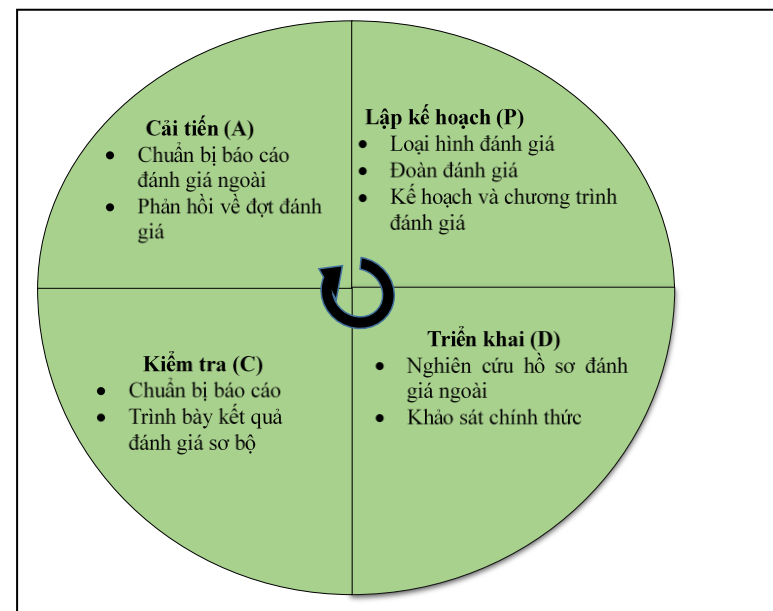 Cải tiến (A)
• Chuẩn bị báo cáo
đánh giá ngoài
• Phản hồi về đợt đánh
giá
Lập kế hoạch (P)
• Loại hình đánh giá
• Đoàn đánh giá
• Kế hoạch và chương trình
đánh giá
Kiểm tra (C)
• Chuẩn bị báo cáo
• Trình bày kết quả
đánh giá sơ bộ
Triển khai (D)
• Nghiên cứu hồ sơ đánh
giá ngoài
• Khảo sát chính thức